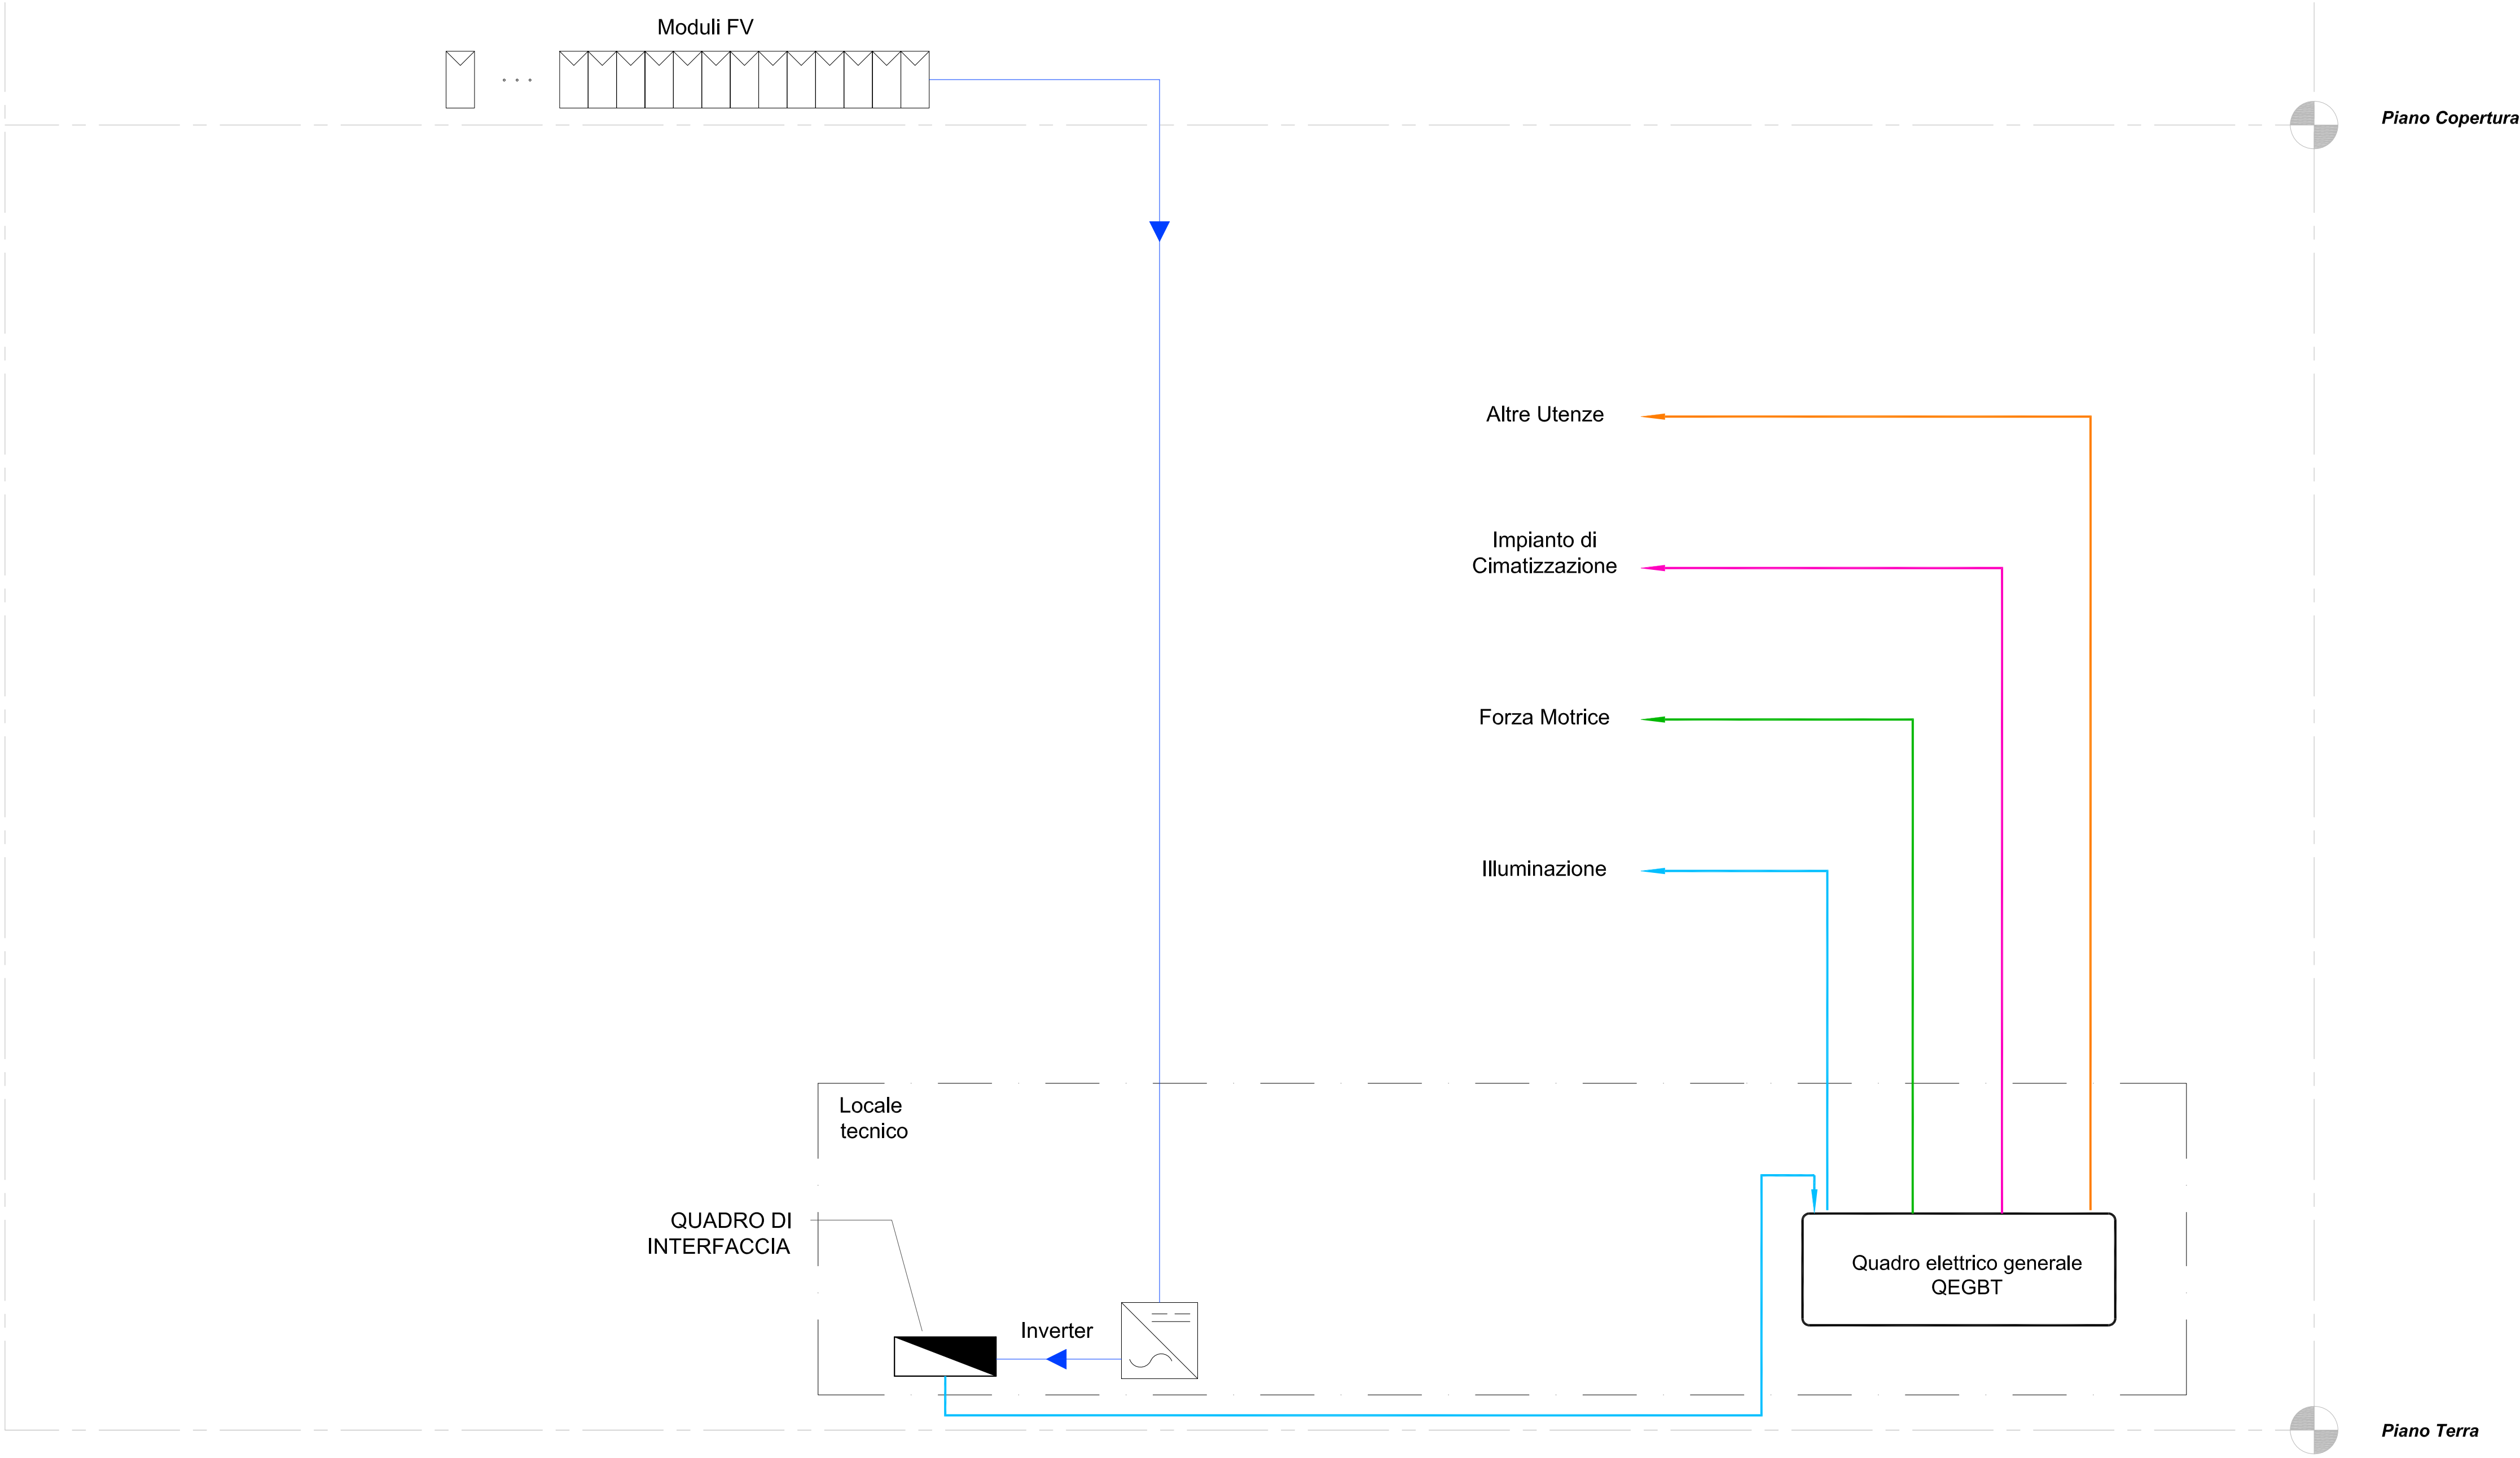 Moduli FV
Piano Copertura
Altre Utenze
Impianto di
Cimatizzazione
Forza Motrice
Illuminazione
Locale
tecnico
QUADRO DI
INTERFACCIA
Quadro elettrico generale
QEGBT
Inverter
Piano Terra